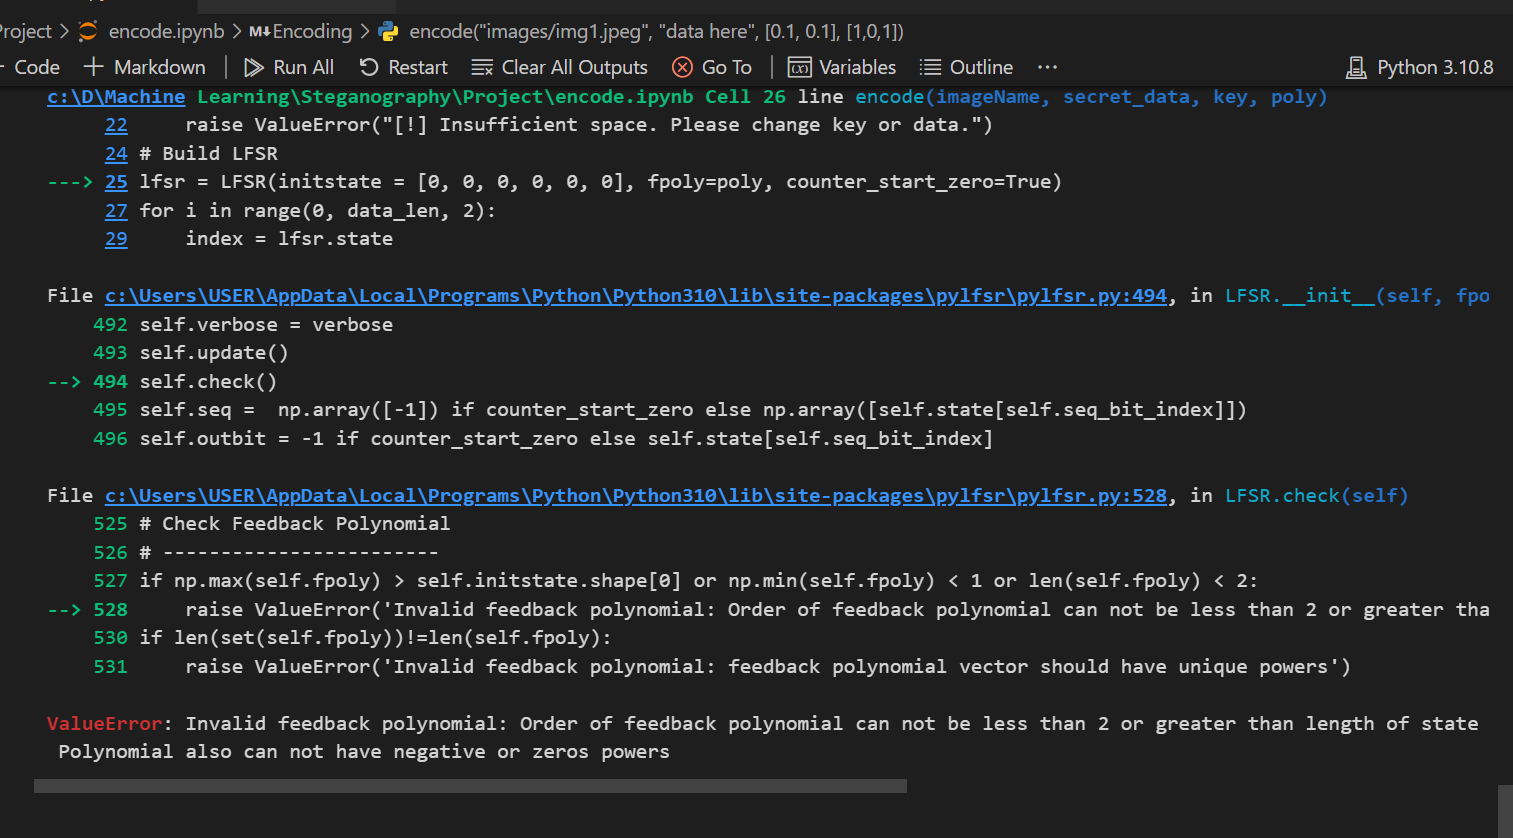 Project > encode.ipynb > M↓Encoding > encode("images/img1.jpeg", "data here", [0.1, 0.1], [1,0,1])
+ Code + Markdown | Run All Restart Clear All Outputs Go To | Variables Outline ··· Python 3.10.8
c:\D\Machine Learning\Steganography\Project\encode.ipynb Cell 26 line encode(imageName, secret_data, key, poly)
22     raise ValueError("[!] Insufficient space. Please change key or data.")
24 # Build LFSR
---> 25 lfsr = LFSR(initstate = [0, 0, 0, 0, 0, 0], fpoly=poly, counter_start_zero=True)
27 for i in range(0, data_len, 2):
29     index = lfsr.state
File c:\Users\USER\AppData\Local\Programs\Python\Python310\lib\site-packages\pylfsr\pylfsr.py:494, in LFSR.__init__(self, fpo
492 self.verbose = verbose
493 self.update()
--> 494 self.check()
495 self.seq =  np.array([-1]) if counter_start_zero else np.array([self.state[self.seq_bit_index]])
496 self.outbit = -1 if counter_start_zero else self.state[self.seq_bit_index]
File c:\Users\USER\AppData\Local\Programs\Python\Python310\lib\site-packages\pylfsr\pylfsr.py:528, in LFSR.check(self)
525 # Check Feedback Polynomial
526 # ------------------------
527 if np.max(self.fpoly) > self.initstate.shape[0] or np.min(self.fpoly) < 1 or len(self.fpoly) < 2:
--> 528     raise ValueError('Invalid feedback polynomial: Order of feedback polynomial can not be less than 2 or greater tha
530 if len(set(self.fpoly))!=len(self.fpoly):
531     raise ValueError('Invalid feedback polynomial: feedback polynomial vector should have unique powers')
ValueError: Invalid feedback polynomial: Order of feedback polynomial can not be less than 2 or greater than length of state
Polynomial also can not have negative or zeros powers